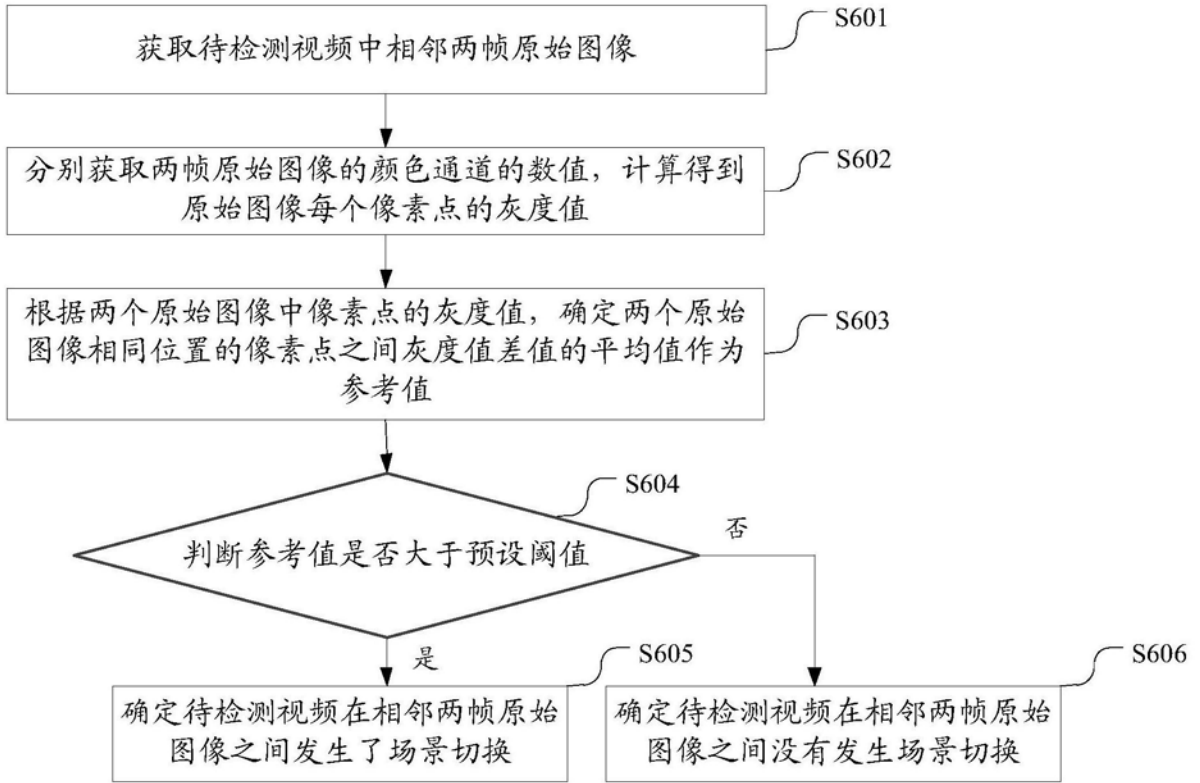 S601
获取待检测视频中相邻两帧原始图像
S602
分别获取两帧原始图像的颜色通道的数值，计算得到
原始图像每个像素点的灰度值
S603
根据两个原始图像中像素点的灰度值，确定两个原始
图像相同位置的像素点之间灰度值差值的平均值作为
参考值
S604
判断参考值是否大于预设阈值
否
是
S605
确定待检测视频在相邻两帧原始
图像之间发生了场景切换
S606
确定待检测视频在相邻两帧原始
图像之间没有发生场景切换